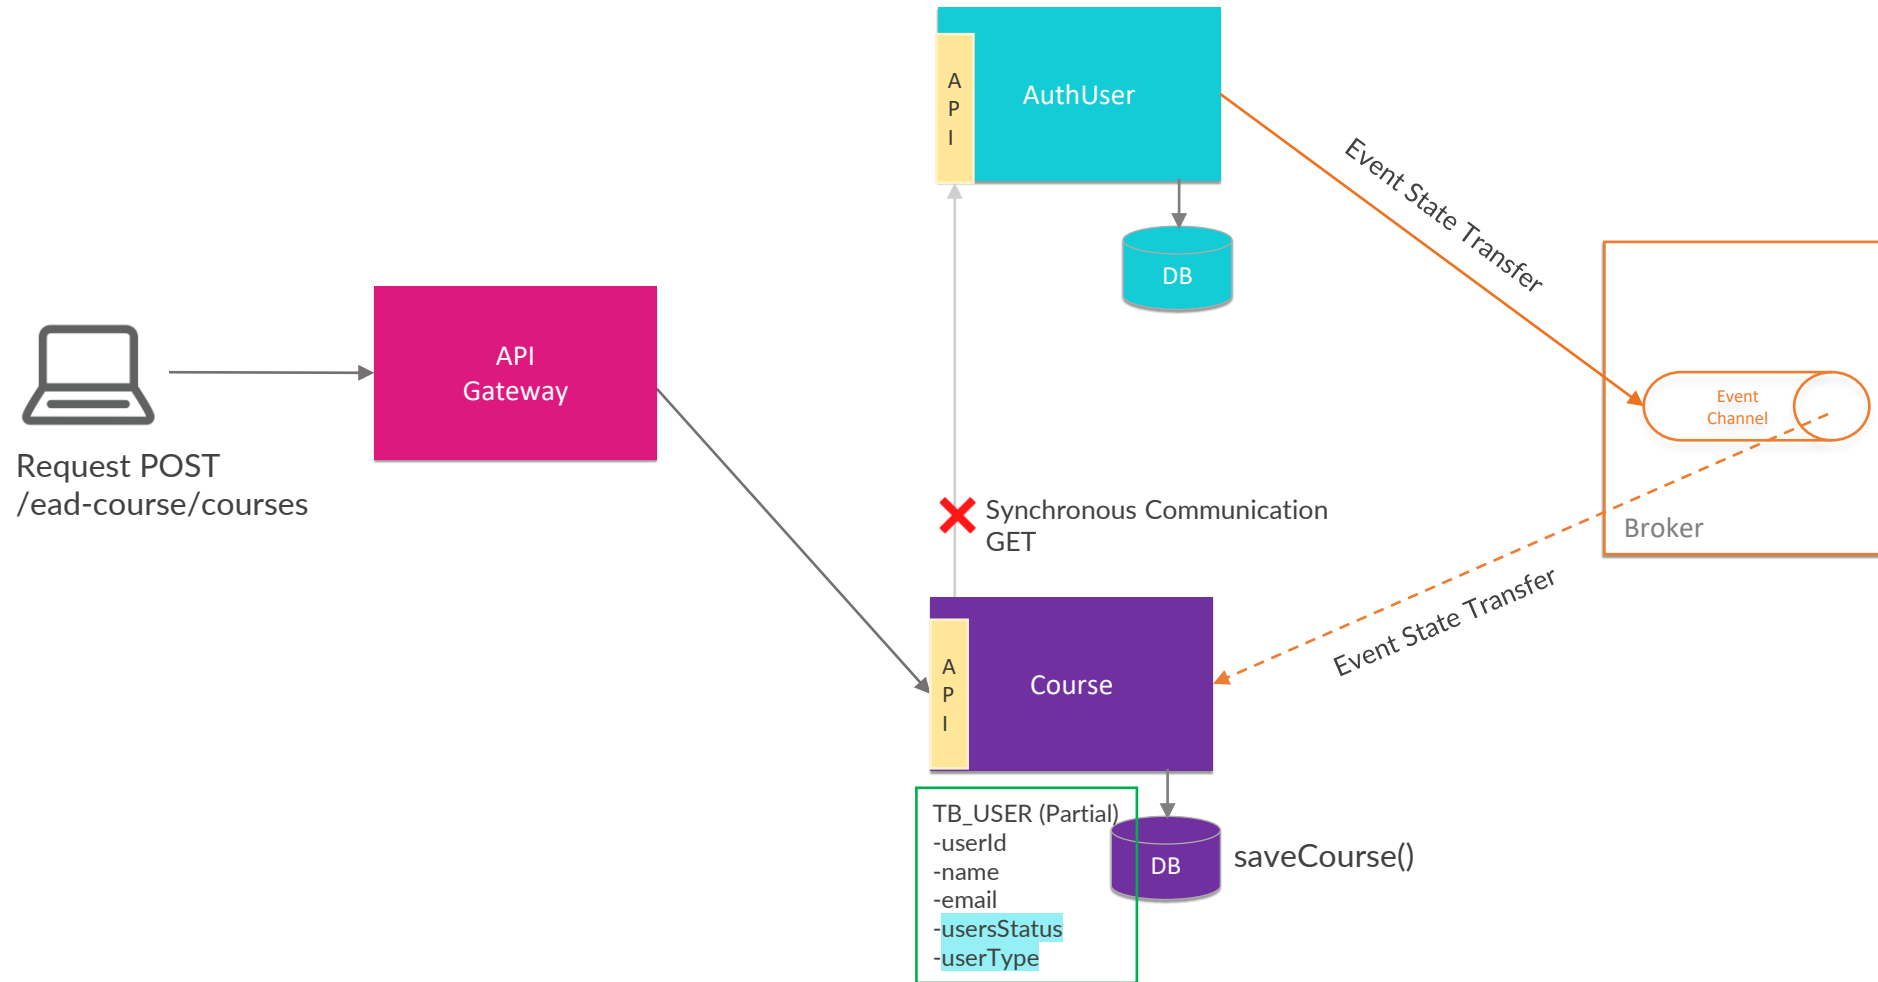 A
P
I
AuthUser
Event State Transfer
DB
API
Gateway
Event
Channel
Request POST
/ead-course/courses
Synchronous Communication
GET
Broker
Event State Transfer
A
P
I
Course
TB_USER (Partial)
-userId
-name
-email
-usersStatus
-userType
DB
saveCourse()